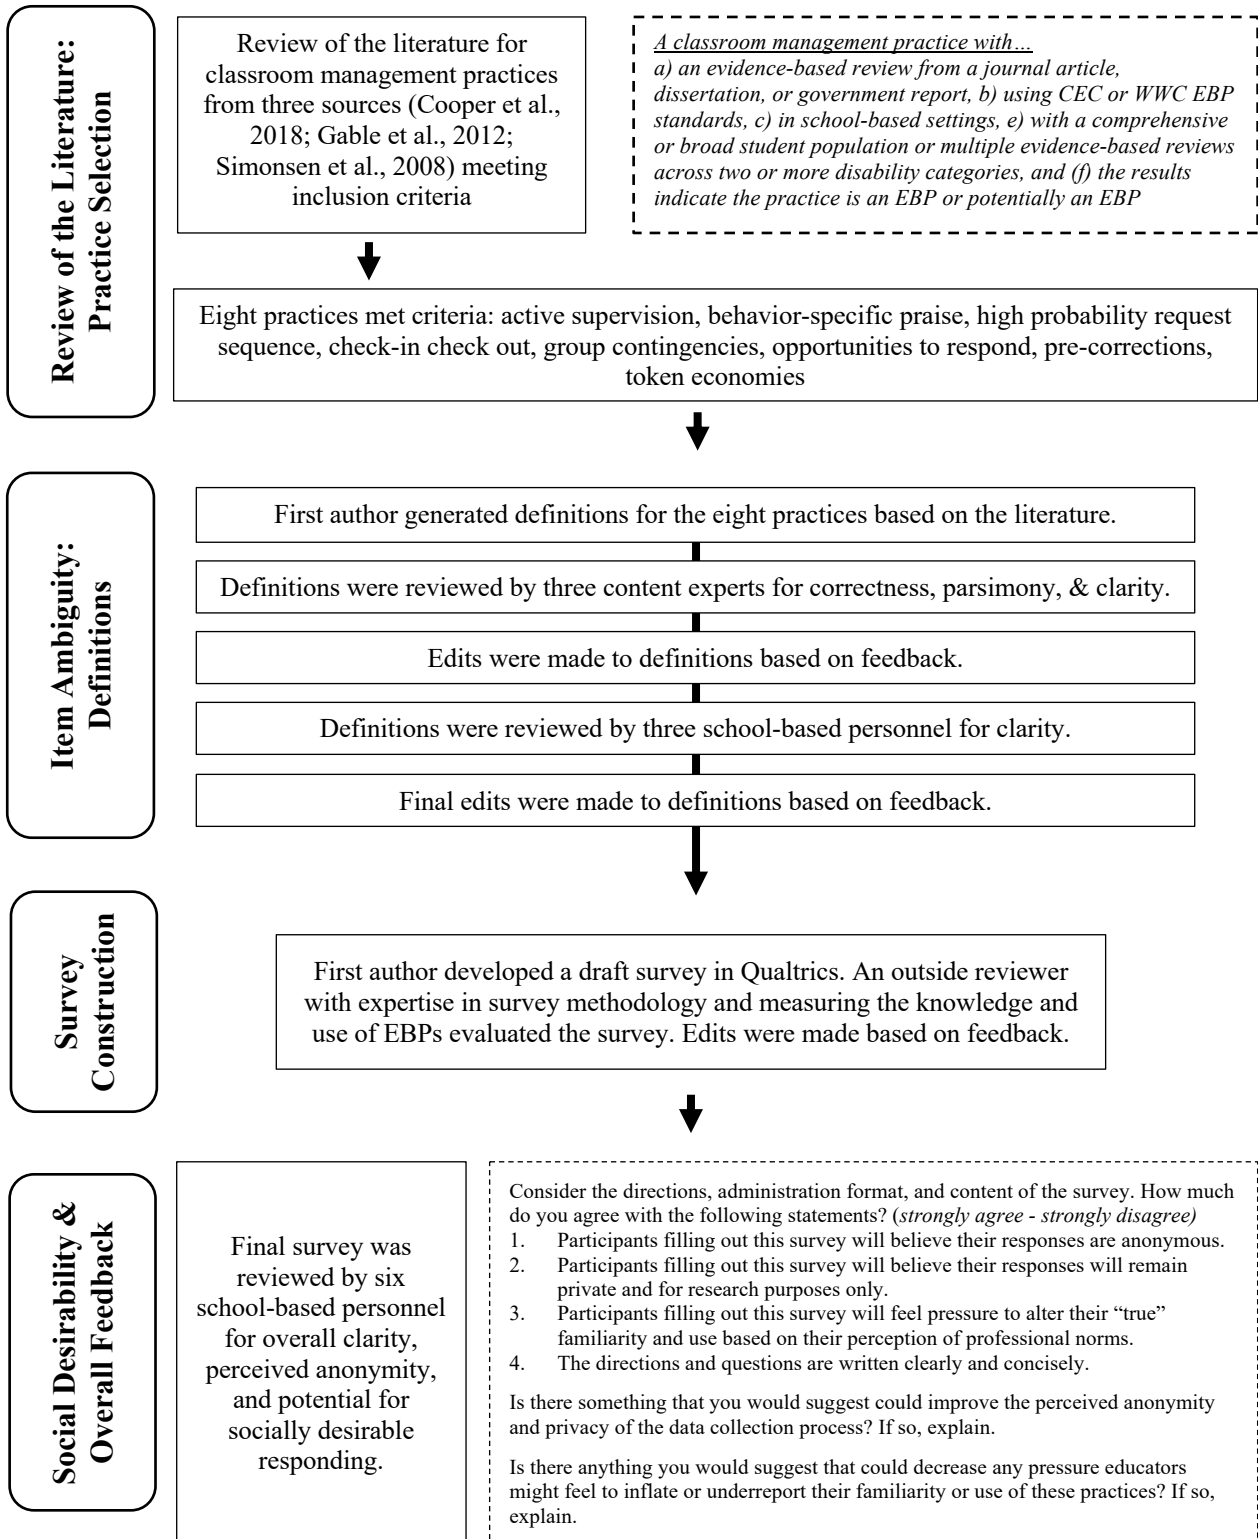 Review of the Literature:
Practice Selection
Review of the literature for
classroom management practices
from three sources (Cooper et al.,
2018; Gable et al., 2012;
Simonsen et al., 2008) meeting
inclusion criteria
A classroom management practice with…
a) an evidence-based review from a journal article,
dissertation, or government report, b) using CEC or WWC EBP
standards, c) in school-based settings, e) with a comprehensive
or broad student population or multiple evidence-based reviews
across two or more disability categories, and (f) the results
indicate the practice is an EBP or potentially an EBP
Eight practices met criteria: active supervision, behavior-specific praise, high probability request
sequence, check-in check out, group contingencies, opportunities to respond, pre-corrections,
token economies
Item Ambiguity:
Definitions
First author generated definitions for the eight practices based on the literature.
Definitions were reviewed by three content experts for correctness, parsimony, & clarity.
Edits were made to definitions based on feedback.
Definitions were reviewed by three school-based personnel for clarity.
Final edits were made to definitions based on feedback.
Survey
Construction
First author developed a draft survey in Qualtrics. An outside reviewer
with expertise in survey methodology and measuring the knowledge and
use of EBPs evaluated the survey. Edits were made based on feedback.
Social Desirability &
Overall Feedback
Final survey was
reviewed by six
school-based personnel
for overall clarity,
perceived anonymity,
and potential for
socially desirable
responding.
Consider the directions, administration format, and content of the survey. How much
do you agree with the following statements? (strongly agree - strongly disagree)
1. Participants filling out this survey will believe their responses are anonymous.
2. Participants filling out this survey will believe their responses will remain
private and for research purposes only.
3. Participants filling out this survey will feel pressure to alter their “true”
familiarity and use based on their perception of professional norms.
4. The directions and questions are written clearly and concisely.
Is there something that you would suggest could improve the perceived anonymity
and privacy of the data collection process? If so, explain.
Is there anything you would suggest that could decrease any pressure educators
might feel to inflate or underreport their familiarity or use of these practices? If so,
explain.